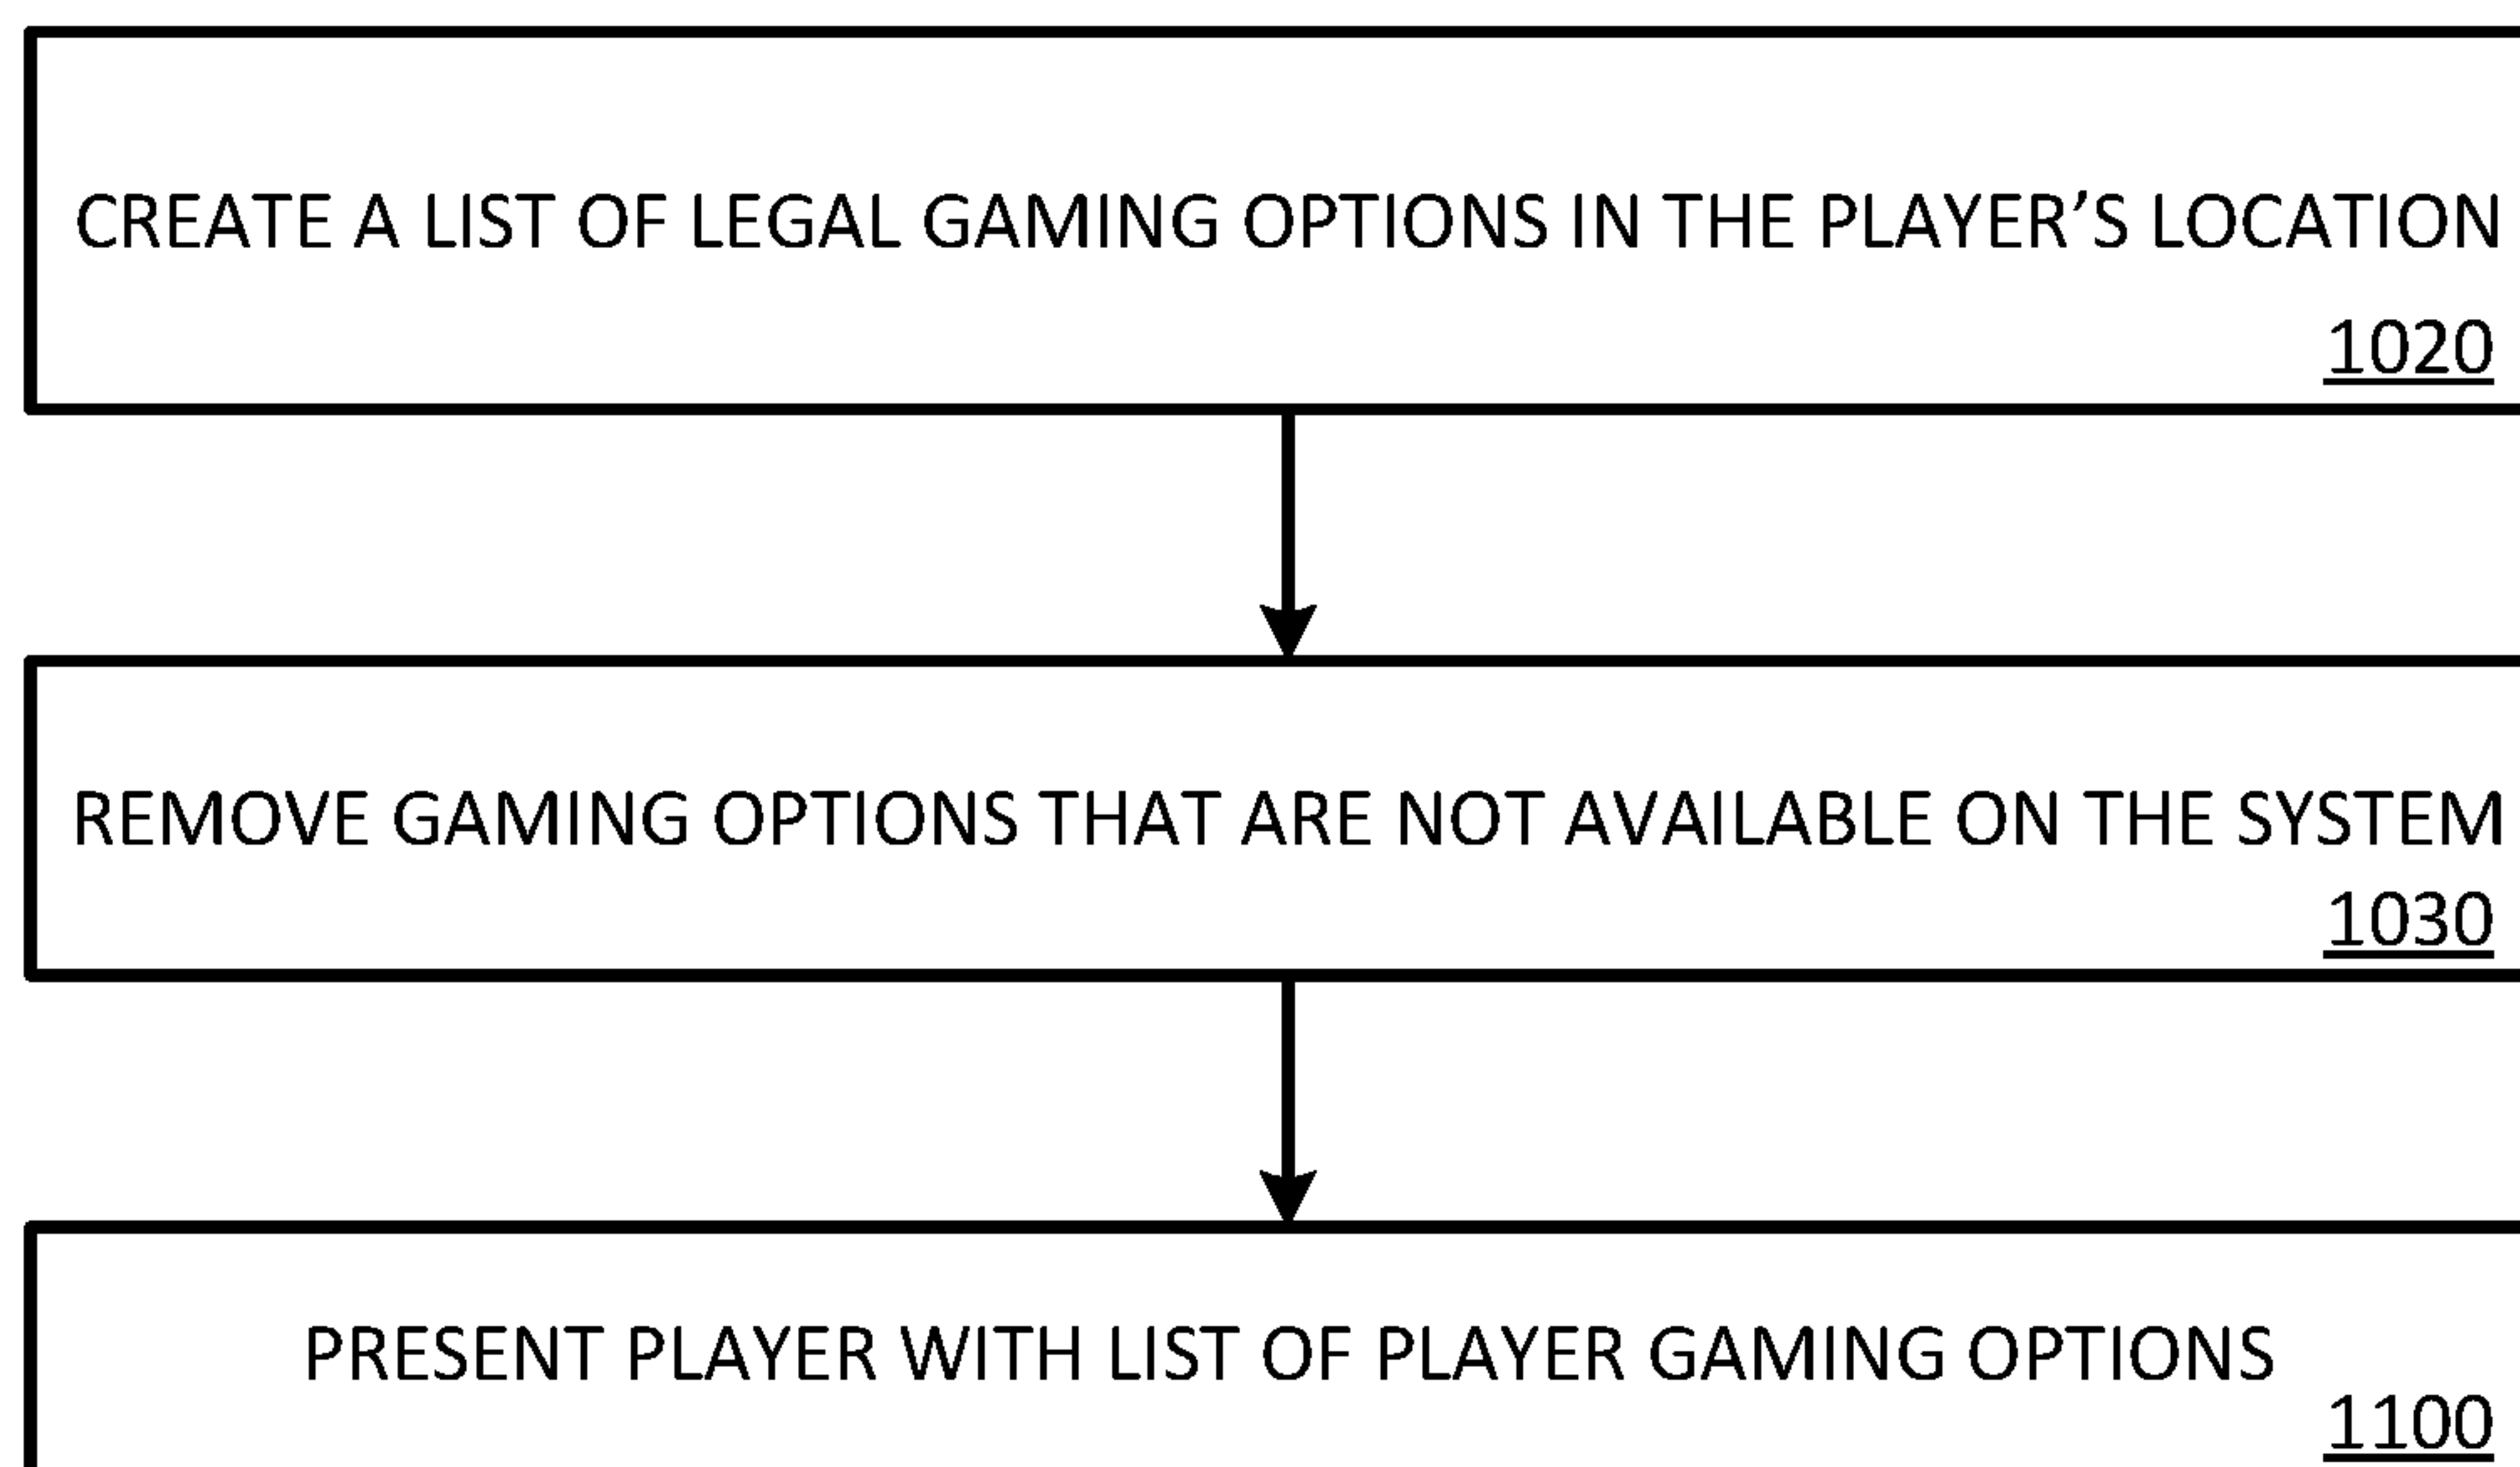 CREATE A LIST OF LEGAL GAMING OPTIONS IN THE PLAYER’S LOCATION
1020
REMOVE GAMING OPTIONS THAT ARE NOT AVAILABLE ON THE SYSTEM
1030
PRESENT PLAYER WITH LIST OF PLAYER GAMING OPTIONS
1100